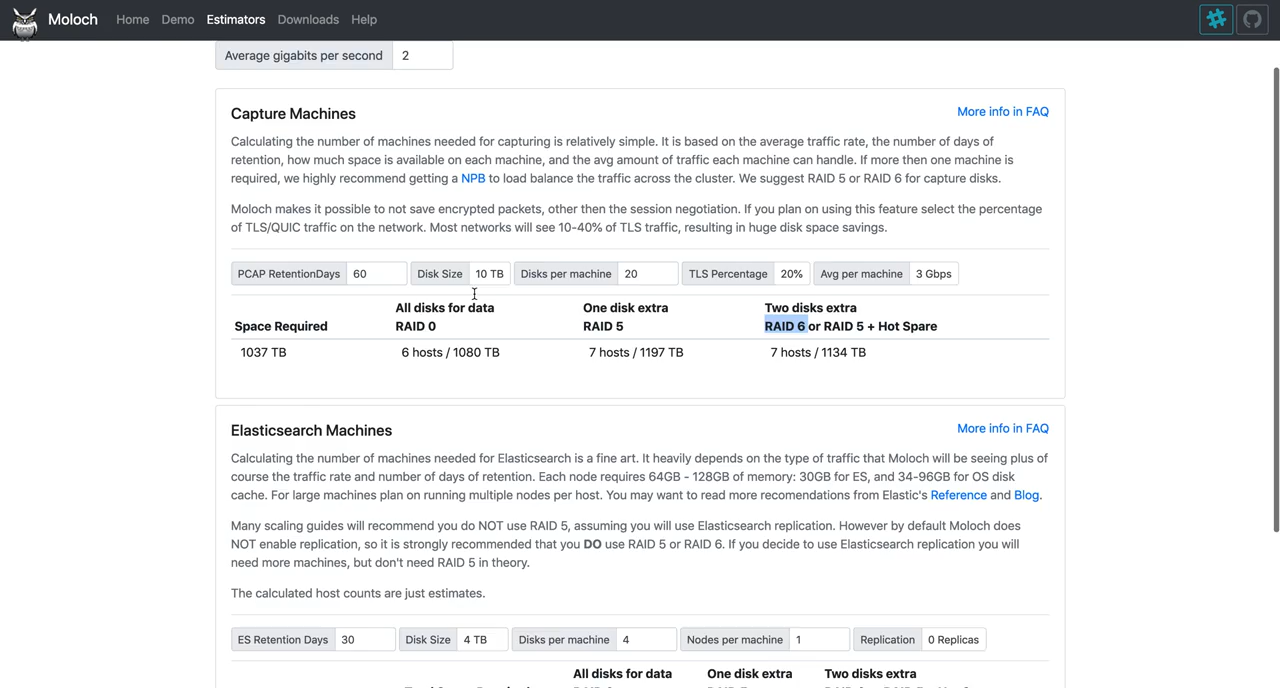 Moloch Home Demo Estimators Downloads Help
Average gigabits per second 2
Capture Machines More info in FAQ
Calculating the number of machines needed for capturing is relatively simple. It is based on the average traffic rate, the number of days of
retention, how much space is available on each machine, and the avg amount of traffic each machine can handle. If more then one machine is
required, we highly recommend getting a NPB to load balance the traffic across the cluster. We suggest RAID 5 or RAID 6 for capture disks.
Moloch makes it possible to not save encrypted packets, other then the session negotiation. If you plan on using this feature select the percentage
of TLS/QUIC traffic on the network. Most networks will see 10-40% of TLS traffic, resulting in huge disk space savings.
PCAP RetentionDays 60 Disk Size 10 TB Disks per machine 20 TLS Percentage 20% Avg per machine 3 Gbps
All disks for data One disk extra Two disks extra
Space Required RAID 0 RAID 5 RAID 6 or RAID 5 + Hot Spare
1037 TB 6 hosts / 1080 TB 7 hosts / 1197 TB 7 hosts / 1134 TB
Elasticsearch Machines More info in FAQ
Calculating the number of machines needed for Elasticsearch is a fine art. It heavily depends on the type of traffic that Moloch will be seeing plus of
course the traffic rate and number of days of retention. Each node requires 64GB - 128GB of memory: 30GB for ES, and 34-96GB for OS disk
cache. For large machines plan on running multiple nodes per host. You may want to read more recomendations from Elastic's Reference and Blog.
Many scaling guides will recommend you do NOT use RAID 5, assuming you will use Elasticsearch replication. However by default Moloch does
NOT enable replication, so it is strongly recommended that you DO use RAID 5 or RAID 6. If you decide to use Elasticsearch replication you will
need more machines, but don't need RAID 5 in theory.
The calculated host counts are just estimates.
ES Retention Days 30 Disk Size 4 TB Disks per machine 4 Nodes per machine 1 Replication 0 Replicas
All disks for data One disk extra Two disks extra